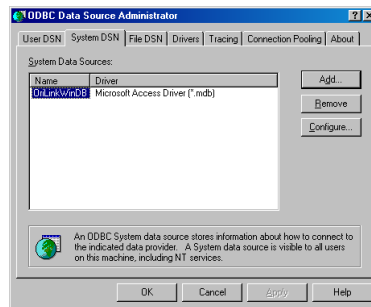 ODBC Data Source Administrator
User DSN System DSN File DSN Drivers Tracing Connection Pooling About
System Data Sources:
Name Driver
OriLinkWinDB Microsoft Access Driver (*.mdb)
Add...
Remove
Configure...
An ODBC System data source stores information about how to connect to
the indicated data provider. A System data source is visible to all users
on this machine, including NT services.
OK Cancel Apply Help